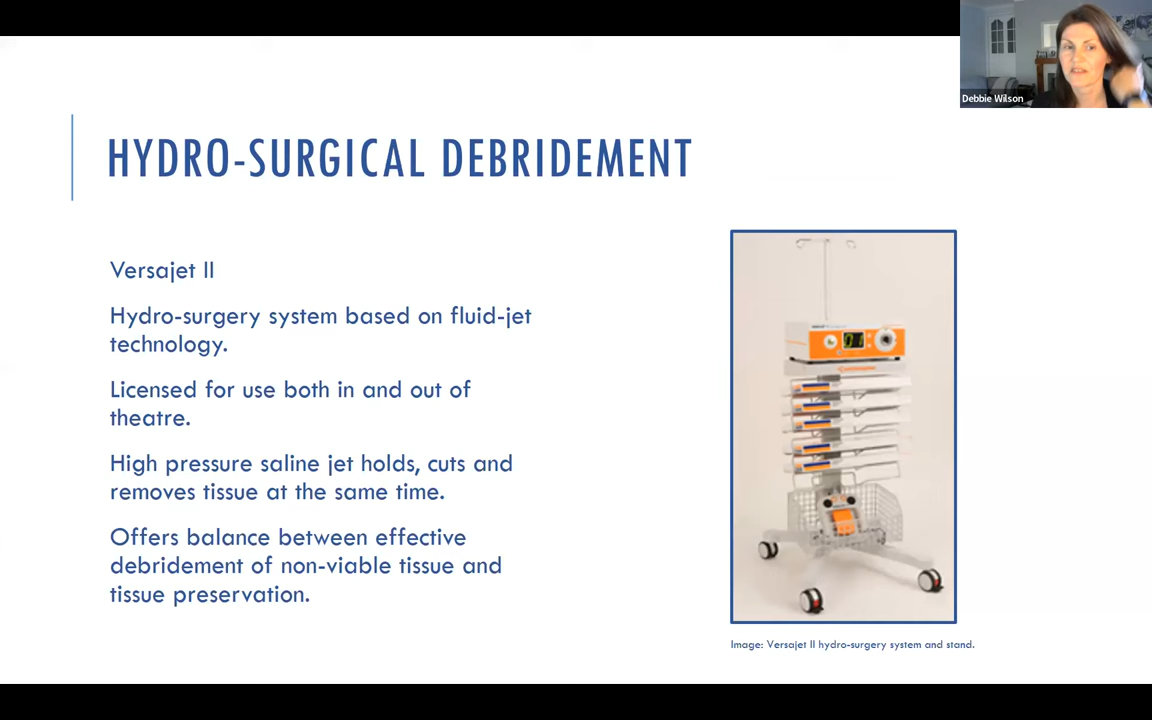 Debbie Wilson
HYDRO-SURGICAL DEBRIDEMENT
Versajet II
Hydro-surgery system based on fluid-jet
technology.
Licensed for use both in and out of
theatre.
High pressure saline jet holds, cuts and
removes tissue at the same time.
Offers balance between effective
debridement of non-viable tissue and
tissue preservation.
01
Image: Versajet II hydro-surgery system and stand.